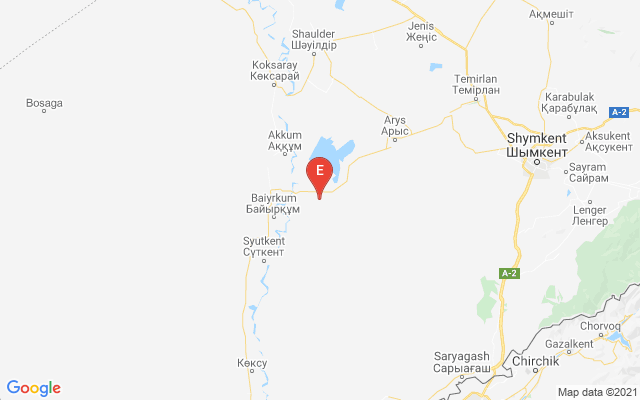 Ақмешіт
Shaulder
Шәуілдір
Jenis
Жеңіс
Koksaray
Көксарай
Temirlan
Темірлан
Bosaga
Karabulak
Қарабұлақ
A-2
Arys
Арыс
Akkum
Аққұм
Shymkent
Шымкент
Aksukent
Ақсукент
E
Sayram
Сайрам
Baiyrkum
Байырқұм
Lenger
Ленгер
Syutkent
Сүткент
A-2
Chorvoq
Gazalkent
Көксу
Saryagash
Сарыағаш
Chirchik
Google
Map data ©2021